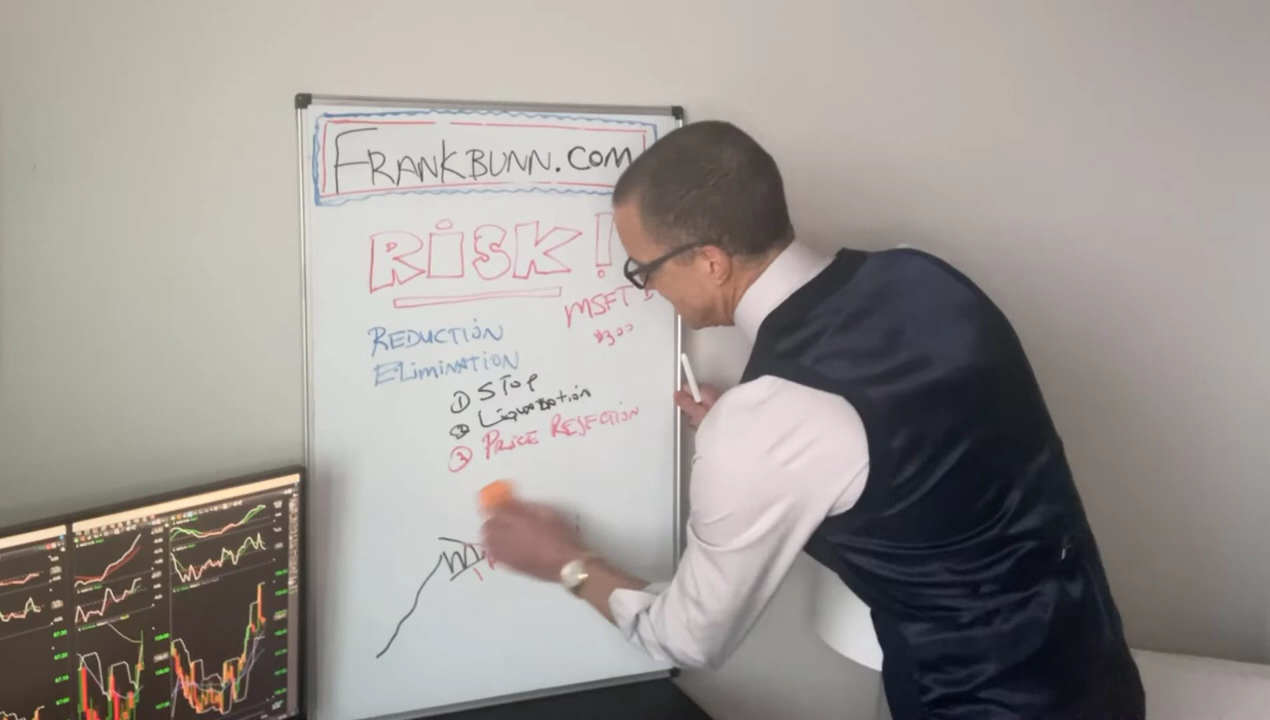 FRANKBUNN.COM
RiSK!
MSFT
$300
REDUCTiON
ELiMiNATiON
① STOP
② Liquidation
③ PRiCE REJECTiON